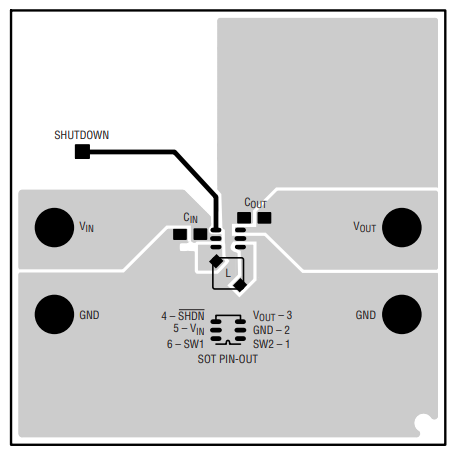 SHUTDOWN
CIN
COUT
VIN
VOUT
L
GND
GND
4 – SHDN
VOUT – 3
5 – VIN
GND – 2
6 – SW1
SW2 – 1
SOT PIN-OUT